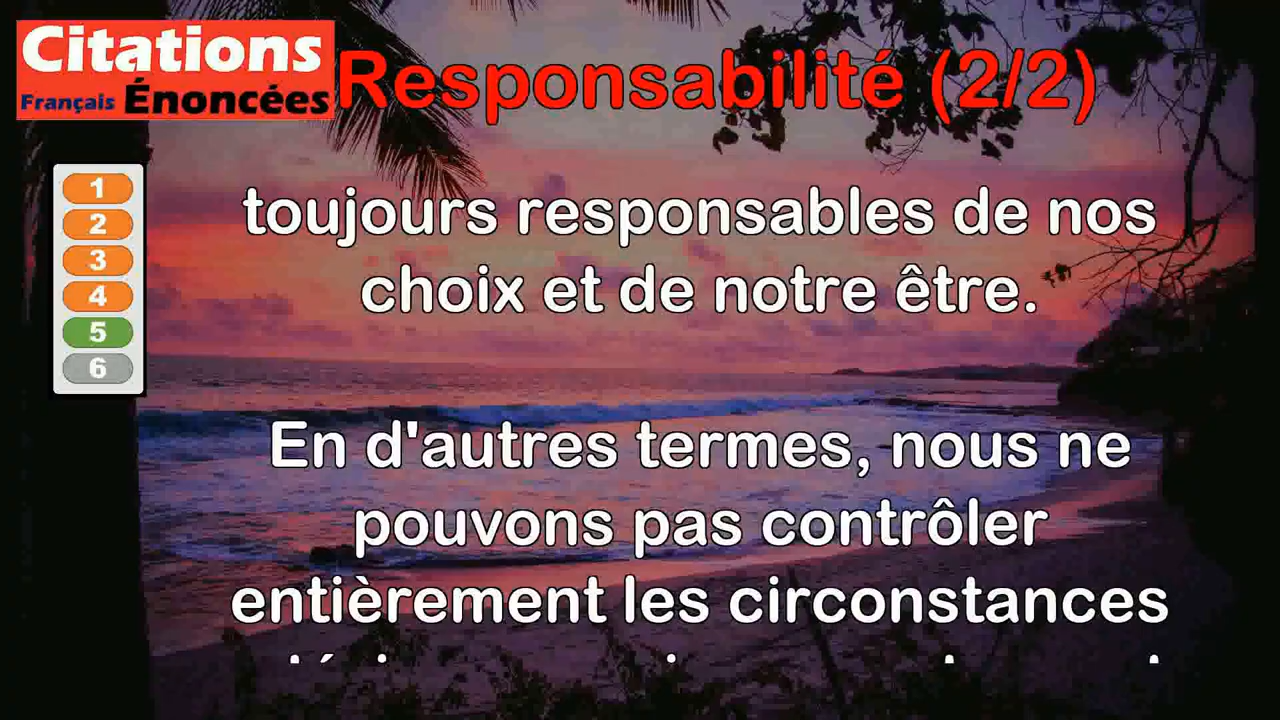 Citations
Français Énoncées
Responsabilité (2/2)
1
2
3
4
5
6
toujours responsables de nos
choix et de notre être.
En d'autres termes, nous ne
pouvons pas contrôler
entièrement les circonstances